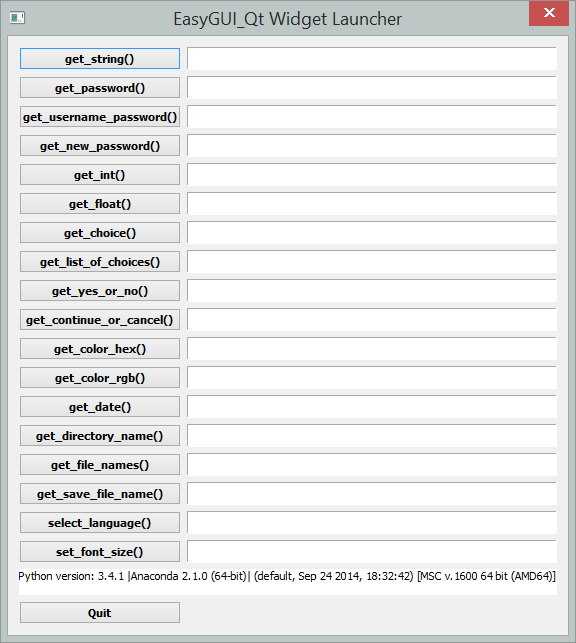 EasyGUI_Qt Widget Launcher
get_string()
get_password()
get_username_password()
get_new_password()
get_int()
get_float()
get_choice()
get_list_of_choices()
get_yes_or_no()
get_continue_or_cancel()
get_color_hex()
get_color_rgb()
get_date()
get_directory_name()
get_file_names()
get_save_file_name()
select_language()
set_font_size()
Python version: 3.4.1 |Anaconda 2.1.0 (64-bit)| (default, Sep 24 2014, 18:32:42) [MSC v.1600 64 bit (AMD64)]
Quit